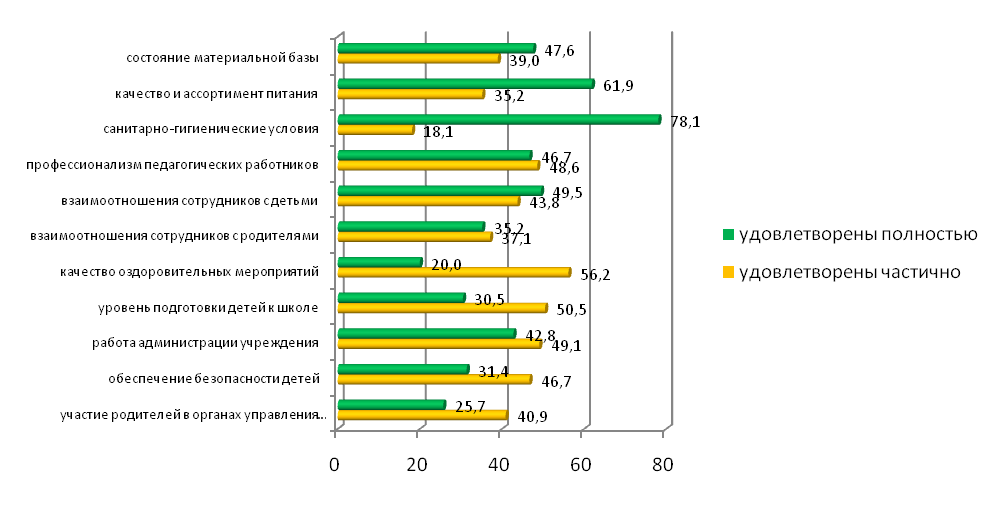 состояние материальной базы
47,6
39,0
качество и ассортимент питания
61,9
35,2
санитарно-гигиенические условия
78,1
18,1
профессионализм педагогических работников
46,7
48,6
взаимоотношения сотрудников с детьми
49,5
43,8
взаимоотношения сотрудников с родителями
35,2
37,1
качество оздоровительных мероприятий
20,0
56,2
уровень подготовки детей к школе
30,5
50,5
работа администрации учреждения
42,8
49,1
обеспечение безопасности детей
31,4
46,7
участие родителей в органах управления...
25,7
40,9
0 20 40 60 80
удовлетворены полностью
удовлетворены частично